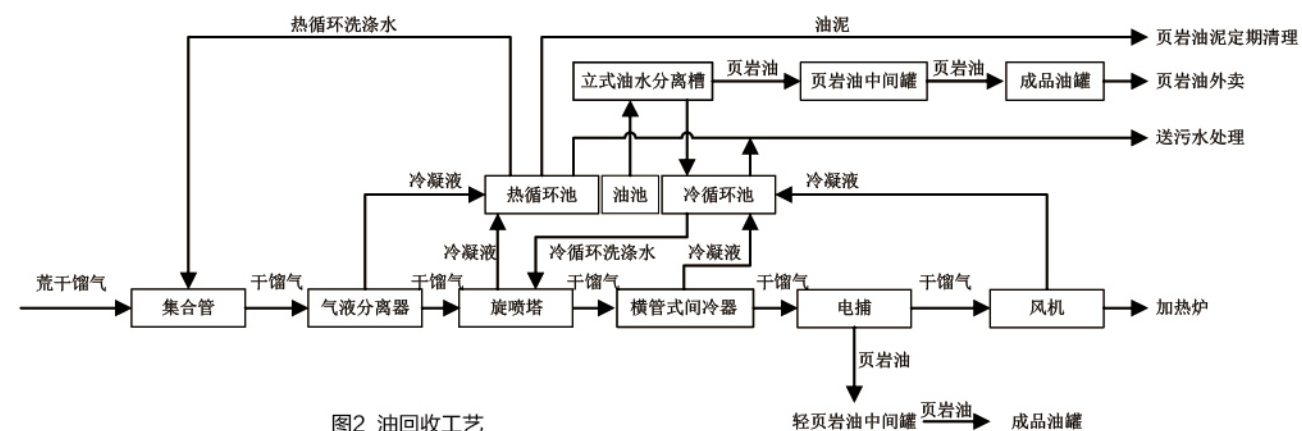 热循环洗涤水
油泥
页岩油泥定期清理
立式油水分离槽
页岩油
页岩油中间罐
页岩油
成品油罐
页岩油外卖
送污水处理
冷凝液
热循环池
油池
冷循环池
冷凝液
冷凝液
冷循环洗涤水
冷凝液
荒干馏气
集合管
干馏气
气液分离器
干馏气
旋喷塔
干馏气
横管式间冷器
干馏气
电捕
干馏气
风机
加热炉
页岩油
轻页岩油中间罐
页岩油
成品油罐
图2 油回收工艺